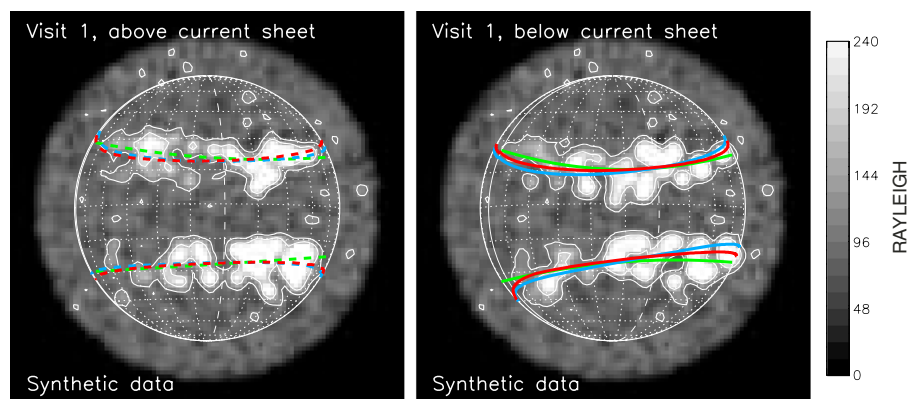 Visit 1, above current sheet
Synthetic data
Visit 1, below current sheet
Synthetic data
240
192
144
96
48
0
RAYLEIGH